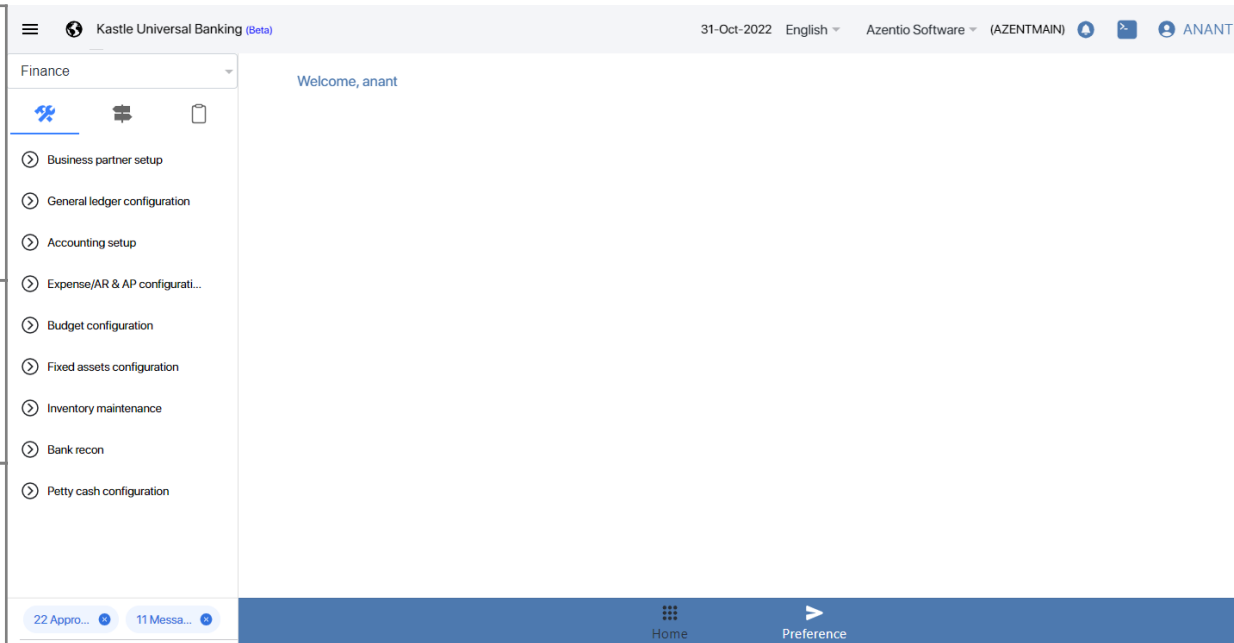 Kastle Universal Banking (Beta) 31-Oct-2022 English Azentio Software (AZENTMAIN) ANANT
Finance
Welcome, anant
Business partner setup
General ledger configuration
Accounting setup
Expense/AR & AP configurati...
Budget configuration
Fixed assets configuration
Inventory maintenance
Bank recon
Petty cash configuration
22 Appro... 11 Messa...
Home Preference